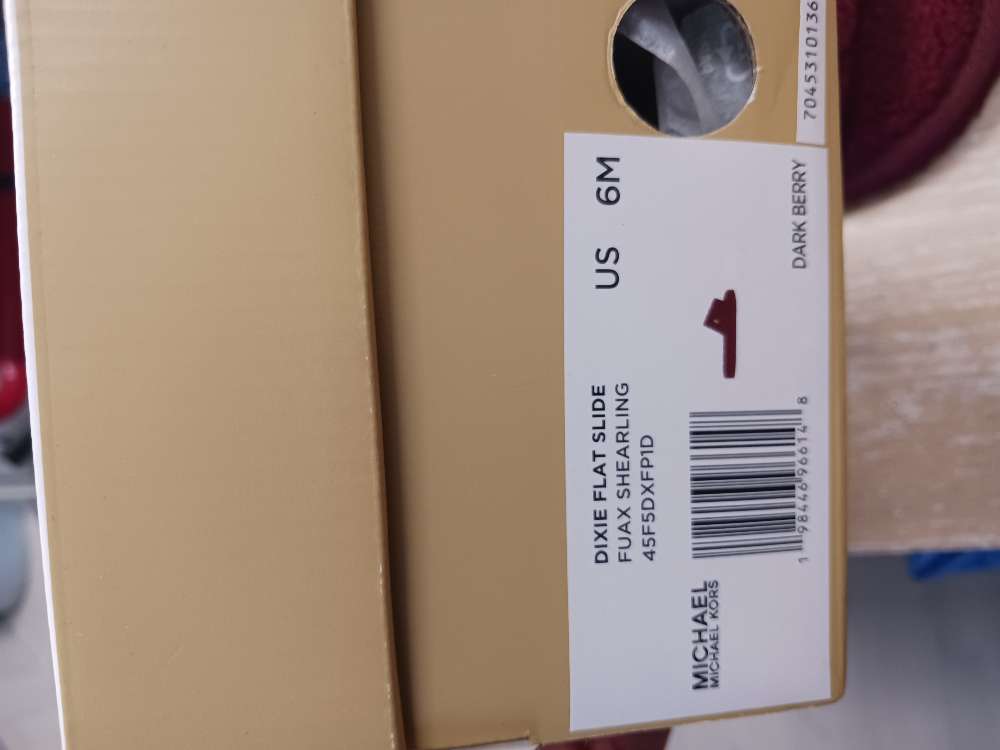 DIXIE FLAT SLIDE
FUAX SHEARLING
45F5DXFP1D
US 6M
MICHAEL
MICHAEL KORS
1 98446 96614 8
DARK BERRY
7045310136